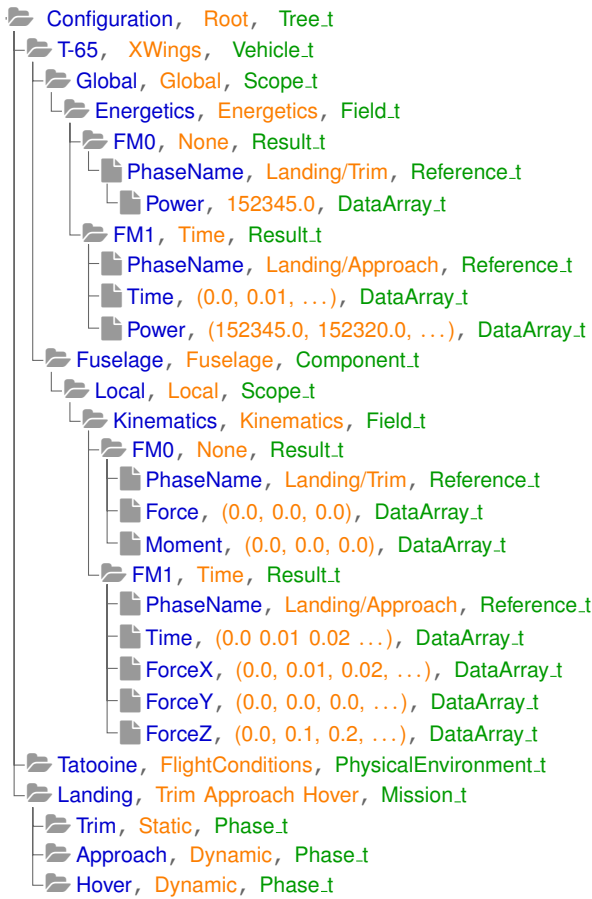 Configuration, Root, Tree_t
T-65, XWings, Vehicle_t
Global, Global, Scope_t
Energetics, Energetics, Field_t
FM0, None, Result_t
PhaseName, Landing/Trim, Reference_t
Power, 152345.0, DataArray_t
FM1, Time, Result_t
PhaseName, Landing/Approach, Reference_t
Time, (0.0, 0.01, ...), DataArray_t
Power, (152345.0, 152320.0, ...), DataArray_t
Fuselage, Fuselage, Component_t
Local, Local, Scope_t
Kinematics, Kinematics, Field_t
FM0, None, Result_t
PhaseName, Landing/Trim, Reference_t
Force, (0.0, 0.0, 0.0), DataArray_t
Moment, (0.0, 0.0, 0.0), DataArray_t
FM1, Time, Result_t
PhaseName, Landing/Approach, Reference_t
Time, (0.0 0.01 0.02 ...), DataArray_t
ForceX, (0.0, 0.01, 0.02, ...), DataArray_t
ForceY, (0.0, 0.0, 0.0, ...), DataArray_t
ForceZ, (0.0, 0.1, 0.2, ...), DataArray_t
Tatooine, FlightConditions, PhysicalEnvironment_t
Landing, Trim Approach Hover, Mission_t
Trim, Static, Phase_t
Approach, Dynamic, Phase_t
Hover, Dynamic, Phase_t